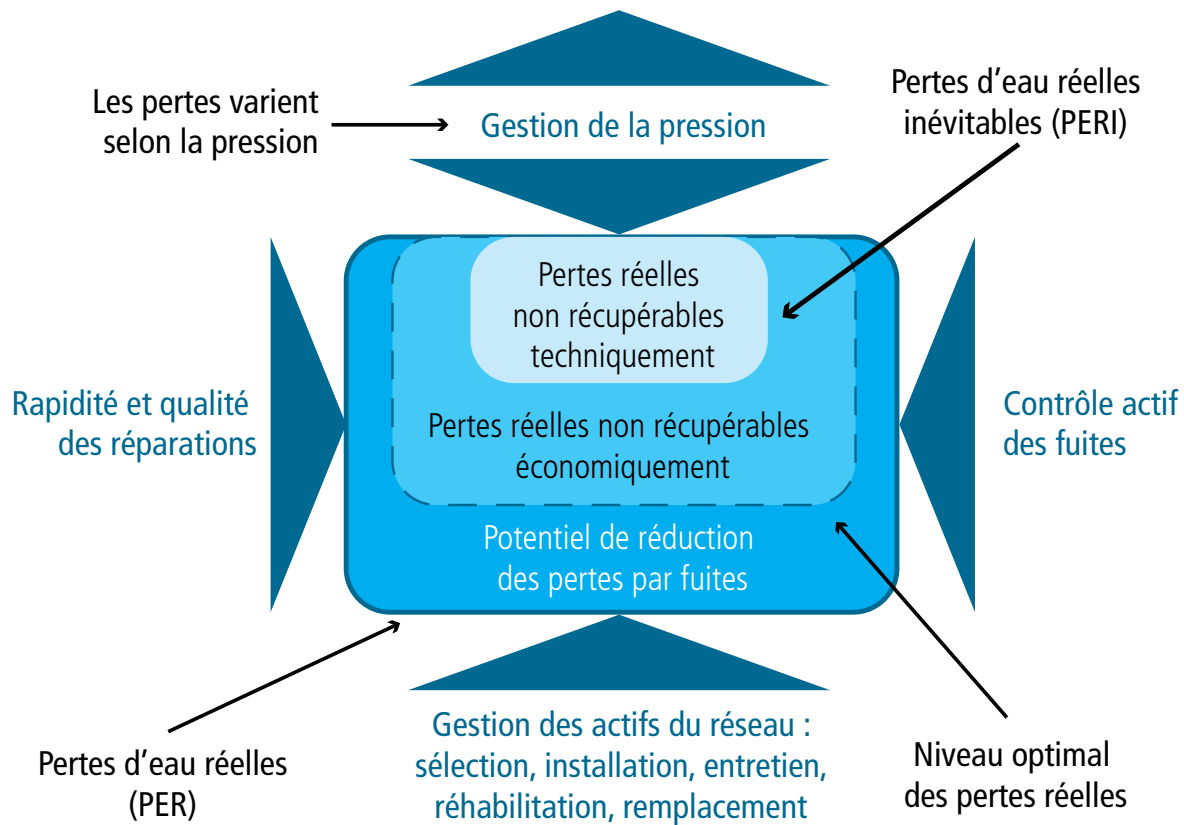 Les pertes varient
selon la pression
Gestion de la pression
Pertes d'eau réelles
inévitables (PERI)
Pertes réelles
non récupérables
techniquement
Rapidité et qualité
des réparations
Pertes réelles non récupérables
économiquement
Contrôle actif
des fuites
Potentiel de réduction
des pertes par fuites
Pertes d'eau réelles
(PER)
Gestion des actifs du réseau :
sélection, installation, entretien,
réhabilitation, remplacement
Niveau optimal
des pertes réelles